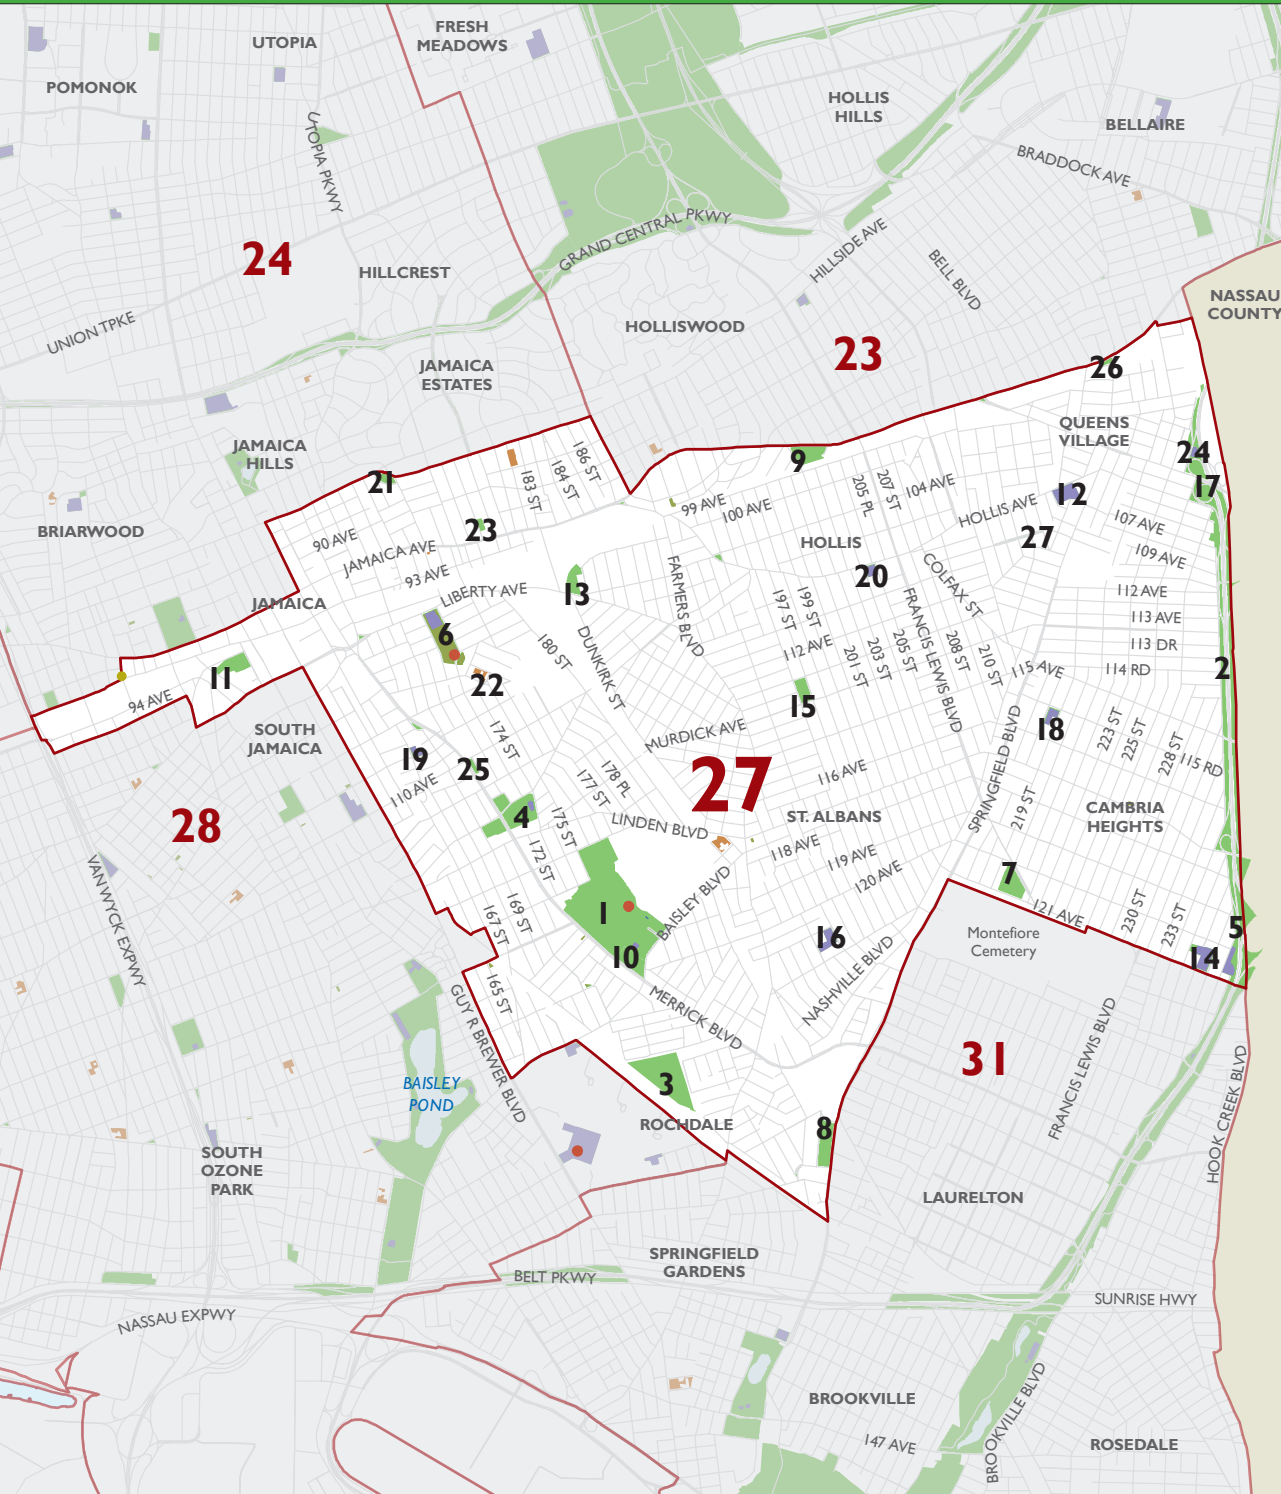 FRESH
MEADOWS
UTOPIA
POMONOK
HOLLIS
HILLS
BELLAIRE
UTOPIA PKWY
BRADDOCK AVE
GRAND CENTRAL PKWY
HILLSIDE AVE
BELL BLVD
24
HILLCREST
NASSAU
COUNTY
UNION TPKE
HOLLISWOOD
23
JAMAICA
ESTATES
26
QUEENS
VILLAGE
JAMAICA
HILLS
186 ST
184 ST
183 ST
9
24
21
17
205 PL
207 ST
104 AVE
12
99 AVE
100 AVE
HOLLIS AVE
107 AVE
BRIARWOOD
23
90 AVE
JAMAICA AVE
HOLLIS
27
109 AVE
93 AVE
LIBERTY AVE
FARMERS BLVD
20
COLFAX ST
112 AVE
JAMAICA
13
197 ST
199 ST
FRANCIS LEWIS BLVD
113 AVE
6
180 ST
DUNKIRK ST
112 AVE
201 ST
203 ST
205 ST
208 ST
210 ST
113 DR
115 AVE
114 RD
2
11
22
94 AVE
15
SOUTH
JAMAICA
174 ST
MURDICK AVE
18
223 ST
225 ST
228 ST
115 RD
19
25
110 AVE
177 ST
178 PL
27
116 AVE
SPRINGFIELD BLVD
219 ST
28
4
175 ST
LINDEN BLVD
ST. ALBANS
CAMBRIA
HEIGHTS
172 ST
118 AVE
119 AVE
120 AVE
VAN WYCK EXPWY
7
BAISLEY BLVD
167 ST
169 ST
1
121 AVE
230 ST
233 ST
5
16
Montefiore
Cemetery
10
14
165 ST
NASHVILLE BLVD
GUY R BREWER BLVD
MERRICK BLVD
31
FRANCIS LEWIS BLVD
BAISLEY
POND
3
HOOK CREEK BLVD
ROCHDALE
8
SOUTH
OZONE
PARK
LAURELTON
SPRINGFIELD
GARDENS
BELT PKWY
SUNRISE HWY
NASSAU EXPWY
BROOKVILLE
BROOKVILLE BLVD
147 AVE
ROSEDALE